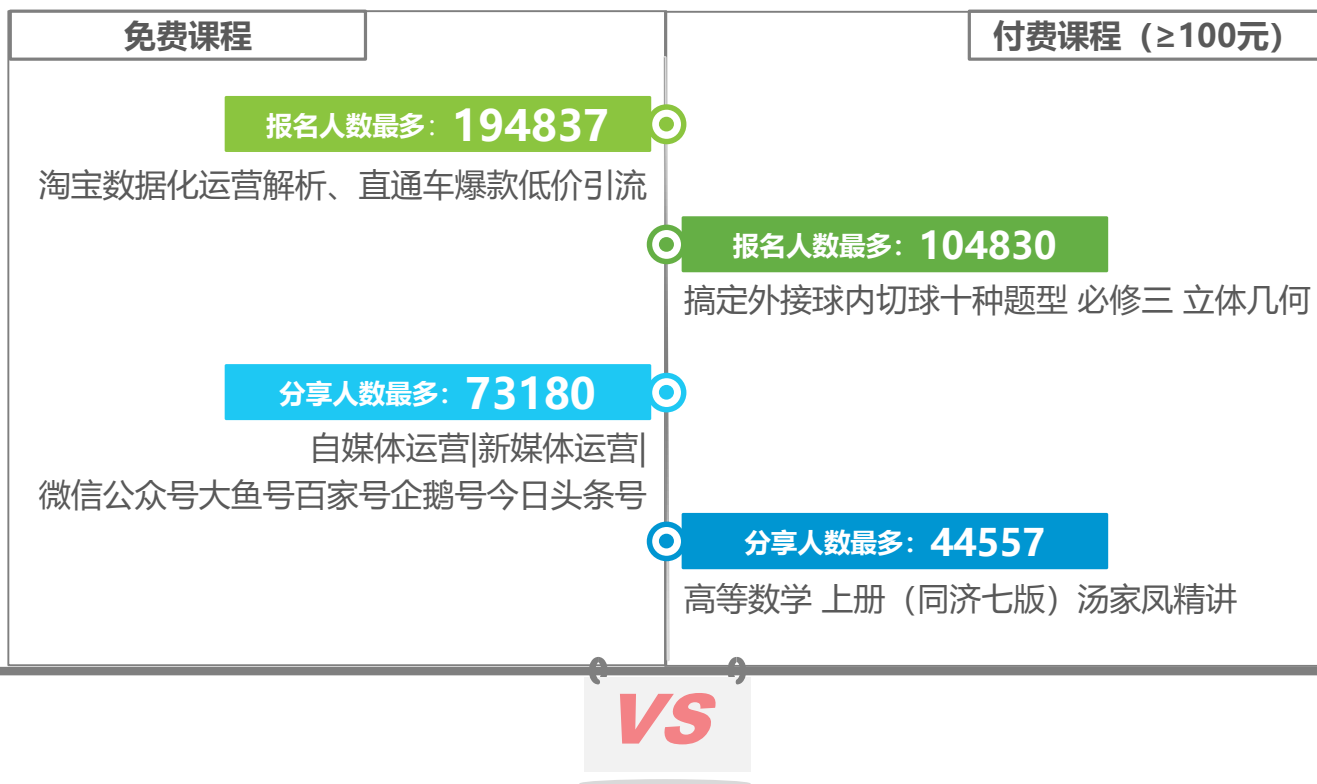 免费课程
付费课程（≥100元）
报名人数最多：194837
淘宝数据化运营解析、直通车爆款低价引流
报名人数最多：104830
搞定外接球内切球十种题型 必修三 立体几何
分享人数最多：73180
自媒体运营|新媒体运营|
微信公众号大鱼号百家号企鹅号今日头条号
分享人数最多：44557
高等数学 上册（同济七版）汤家凤精讲
VS